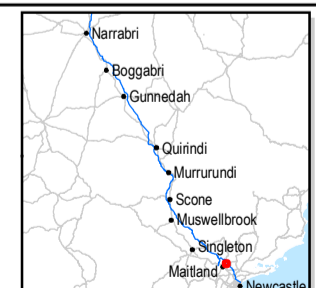 Narrabri
Boggabri
Gunnedah
Quirindi
Murrurundi
Scone
Muswellbrook
Singleton
Maitland
Newcastle